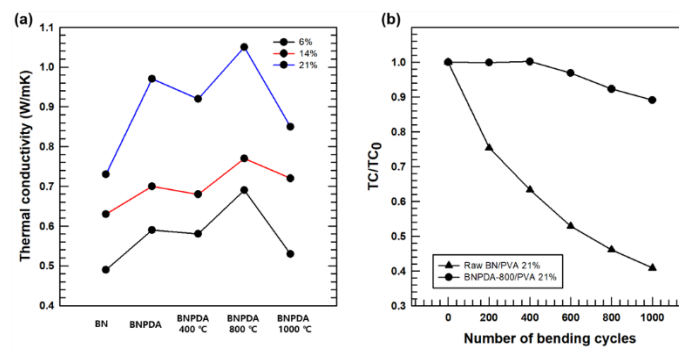 (a)
Thermal conductivity (W/mK)
1.1
1.0
0.9
0.8
0.7
0.6
0.5
0.4
6%
14%
21%
BN
BNPDA
BNPDA
400 ℃
BNPDA
800 ℃
BNPDA
1000 ℃
(b)
TC/TC0
1.1
1.0
0.9
0.8
0.7
0.6
0.5
0.4
0.3
Raw BN/PVA 21%
BNPDA-800/PVA 21%
0
200
400
600
800
1000
Number of bending cycles